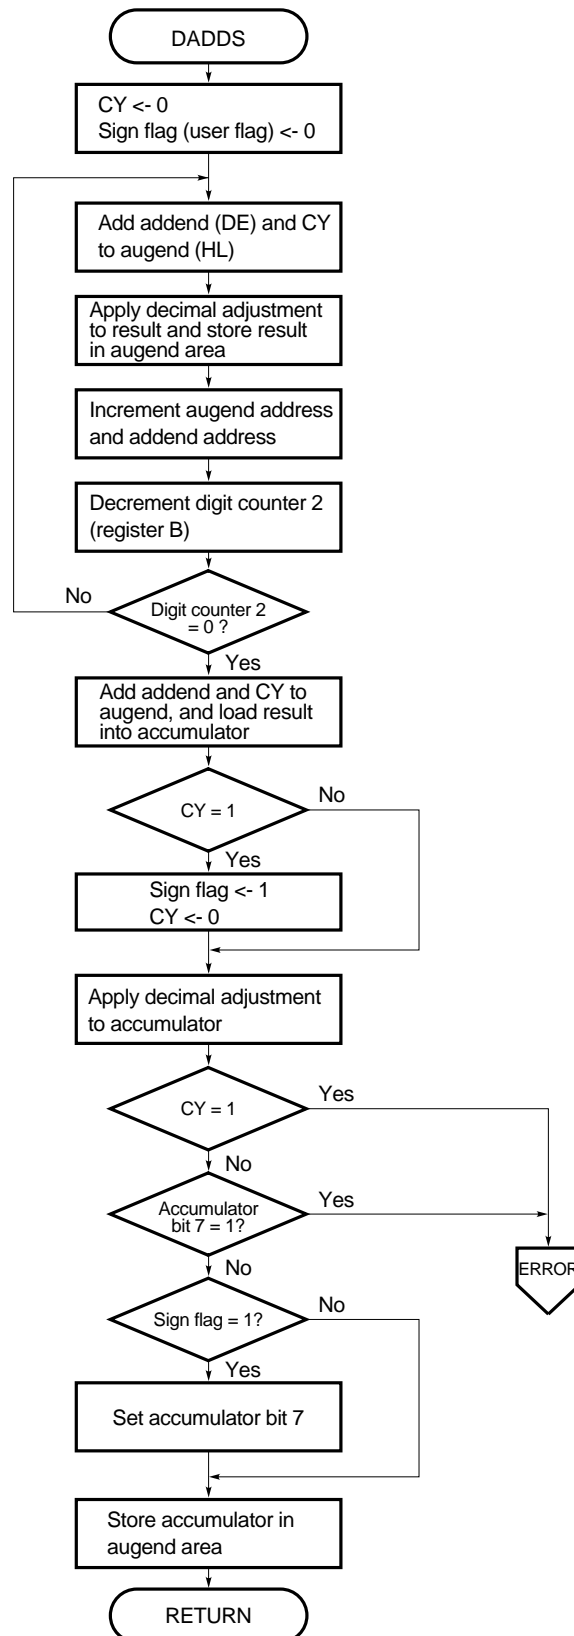 DADDS
CY <- 0
Sign flag (user flag) <- 0
Add addend (DE) and CY
to augend (HL)
Apply decimal adjustment
to result and store result
in augend area
Increment augend address
and addend address
Decrement digit counter 2
(register B)
No
Digit counter 2
= 0 ?
Yes
Add addend and CY to
augend, and load result
into accumulator
No
CY = 1
Yes
Sign flag <- 1
CY <- 0
Apply decimal adjustment
to accumulator
Yes
CY = 1
No
Yes
Accumulator
bit 7 = 1?
ERROR
No
No
Sign flag = 1?
Yes
Set accumulator bit 7
Store accumulator in
augend area
RETURN